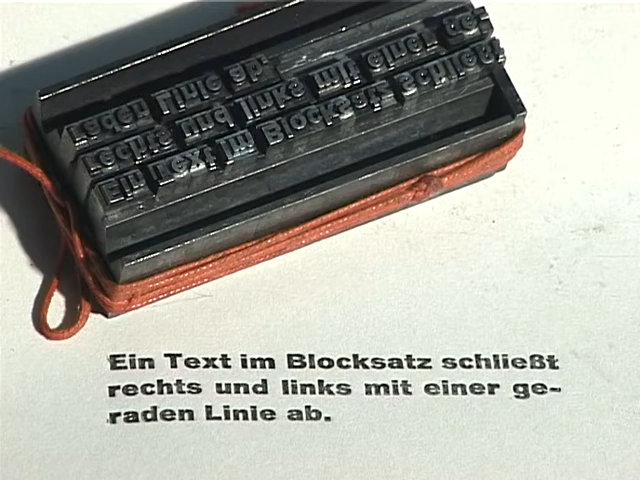 Ein Text im Blocksatz schließt
rechts und links mit einer ge-
raden Linie ab.